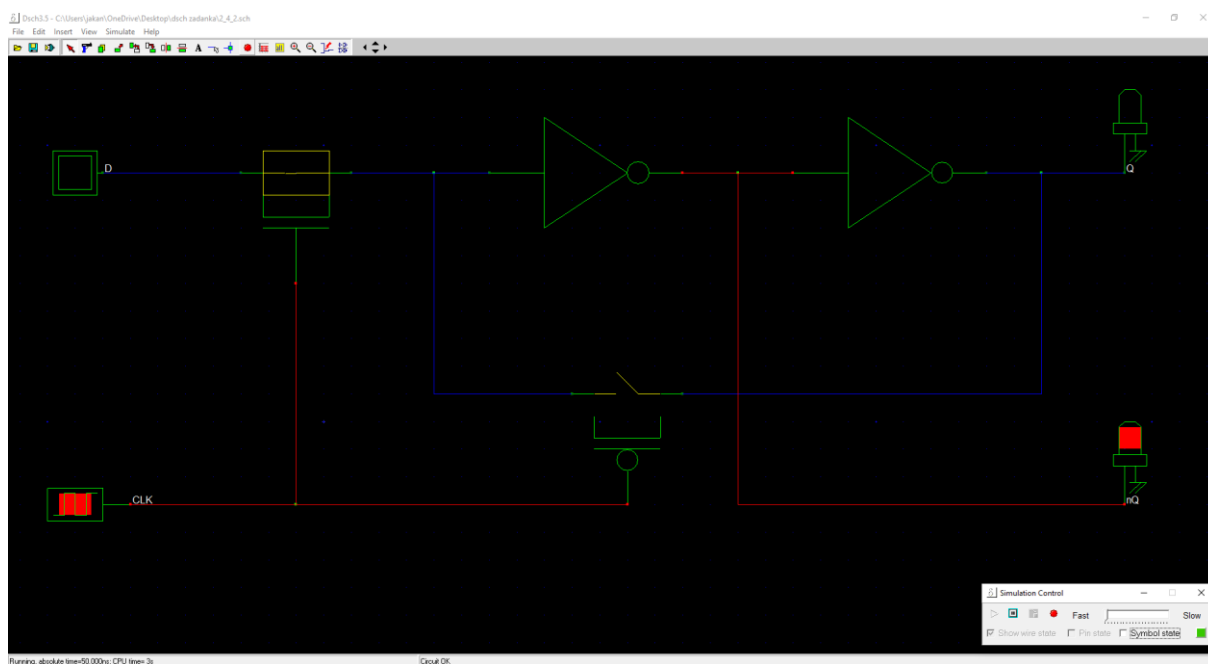 Dsch3.5 - C:\Users\jakan\OneDrive\Desktop\dsch zadanka\2_4_2.sch
File Edit Insert View Simulate Help
A
D
Q
CLK
nQ
Simulation Control
Fast Slow
Show wire state Pin state Symbol state
Running, absolute time=50.000ns; CPU time= 3s Circuit OK